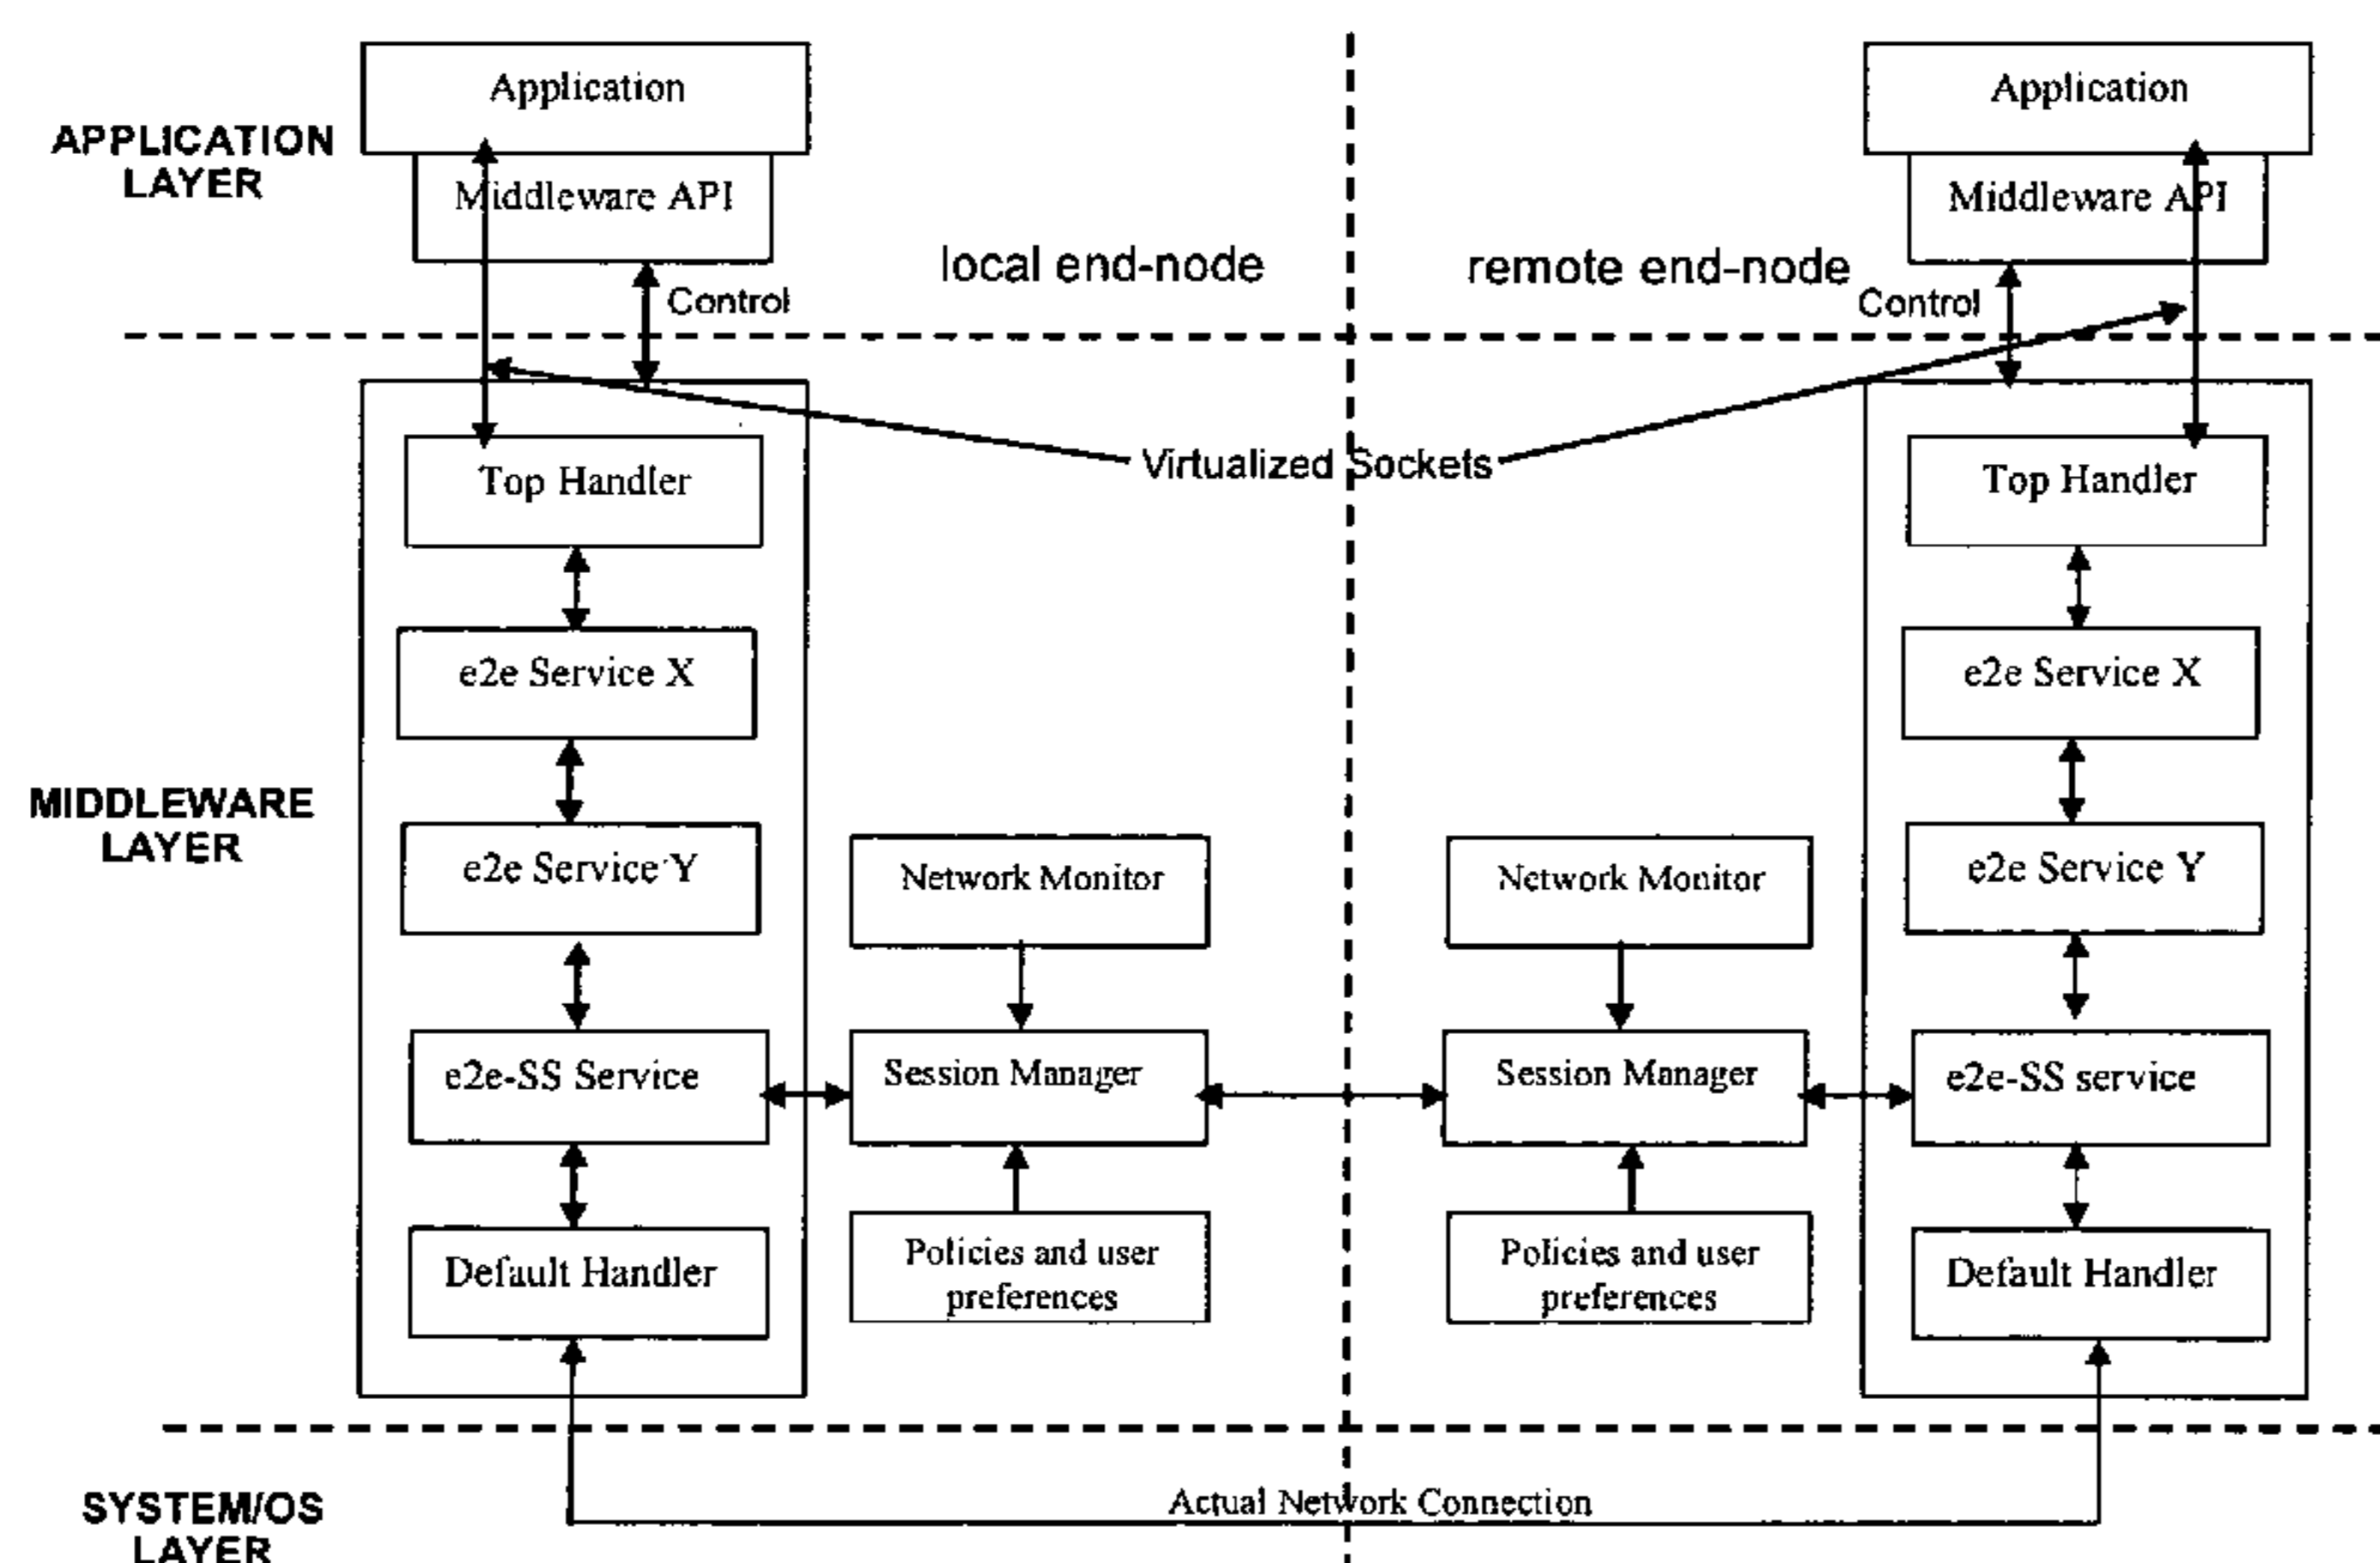 Application
Application
APPLICATION
LAYER
Middleware API
Middleware API
local end-node
remote end-node
Control
Control
Virtualized Sockets
Top Handler
Top Handler
e2e Service X
e2e Service X
MIDDLEWARE
LAYER
e2e Service Y
Network Monitor
Network Monitor
e2e Service Y
e2e-SS Service
Session Manager
Session Manager
e2e-SS service
Default Handler
Policies and user
preferences
Policies and user
preferences
Default Handler
SYSTEM/OS
LAYER
Actual Network Connection